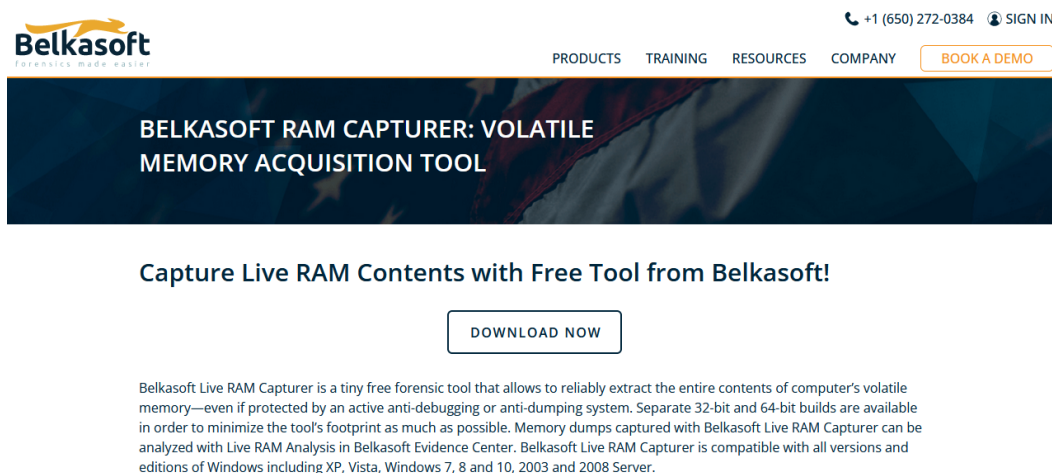 +1 (650) 272-0384 SIGN IN
Belkasoft
forensics made easier
PRODUCTS TRAINING RESOURCES COMPANY BOOK A DEMO
BELKASOFT RAM CAPTURER: VOLATILE
MEMORY ACQUISITION TOOL
Capture Live RAM Contents with Free Tool from Belkasoft!
DOWNLOAD NOW
Belkasoft Live RAM Capturer is a tiny free forensic tool that allows to reliably extract the entire contents of computer's volatile
memory—even if protected by an active anti-debugging or anti-dumping system. Separate 32-bit and 64-bit builds are available
in order to minimize the tool's footprint as much as possible. Memory dumps captured with Belkasoft Live RAM Capturer can be
analyzed with Live RAM Analysis in Belkasoft Evidence Center. Belkasoft Live RAM Capturer is compatible with all versions and
editions of Windows including XP, Vista, Windows 7, 8 and 10, 2003 and 2008 Server.